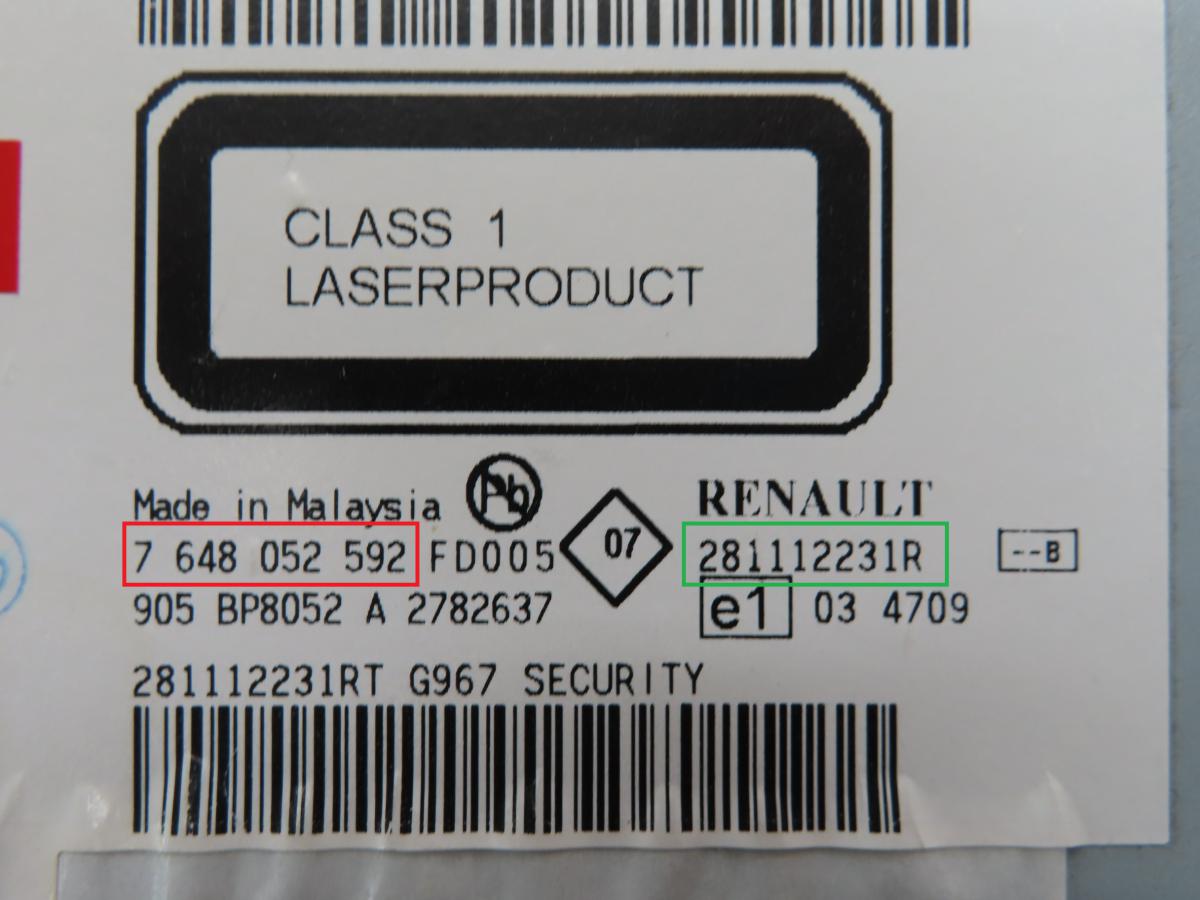 CLASS 1
LASERPRODUCT
Made in Malaysia Pb RENAULT
7 648 052 592 FD005 07 281112231R --B
905 BP8052 A 2782637 e1 03 4709
281112231RT G967 SECURITY